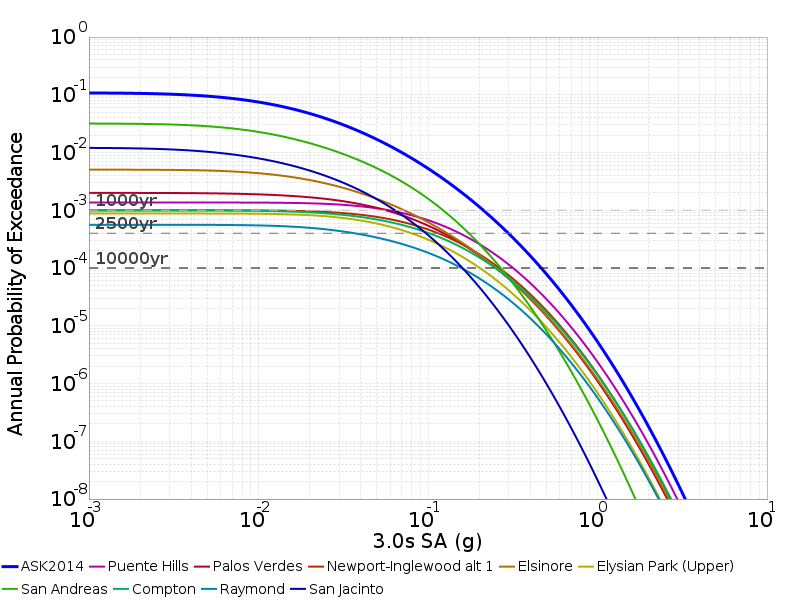 10^0
10^-1
10^-2
10^-3
10^-4
10^-5
10^-6
10^-7
10^-8
Annual Probability of Exceedance
1000yr
2500yr
10000yr
10^-3 10^-2 10^-1 10^0 10^1
3.0s SA (g)
ASK2014 Puente Hills Palos Verdes Newport-Inglewood alt 1 Elsinore Elysian Park (Upper)
San Andreas Compton Raymond San Jacinto